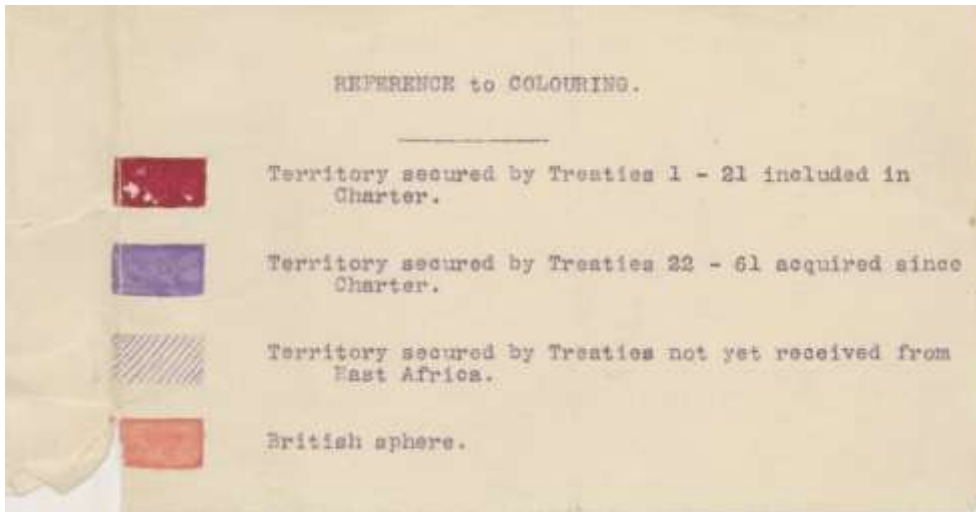 REFERENCE to COLOURING.
Territory secured by Treaties 1 - 21 included in
Charter.
Territory secured by Treaties 22 - 61 acquired since
Charter.
Territory secured by Treaties not yet received from
East Africa.
British sphere.